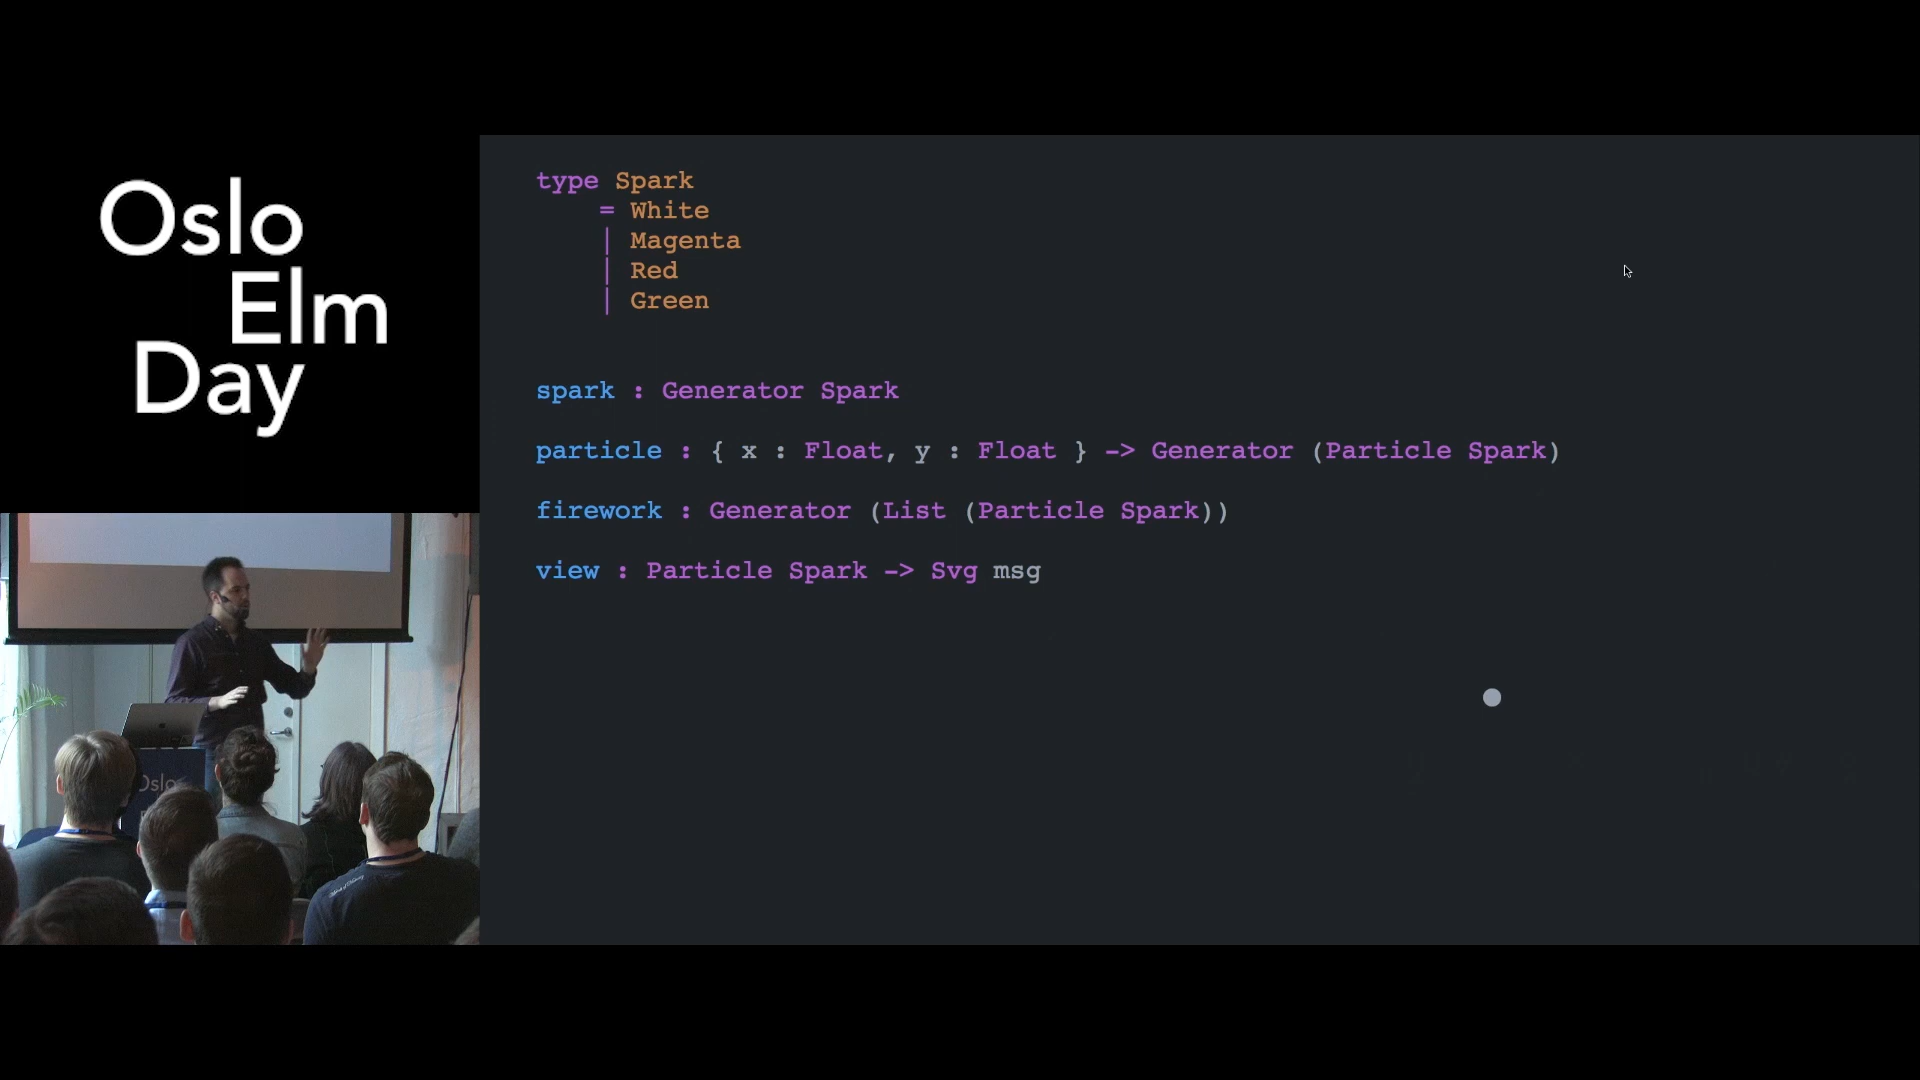 Oslo
Elm
Day
type Spark
= White
| Magenta
| Red
| Green
spark : Generator Spark
particle : { x : Float, y : Float } -> Generator (Particle Spark)
firework : Generator (List (Particle Spark))
view : Particle Spark -> Svg msg
Oslo